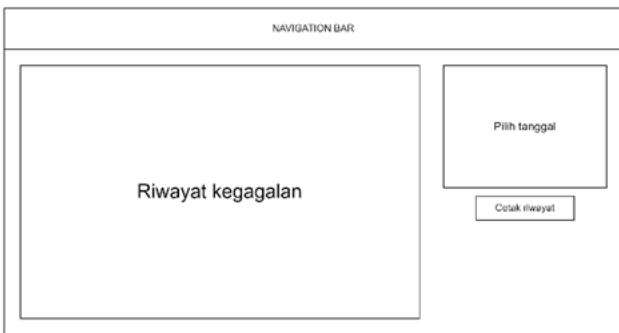 NAVIGATION BAR
Riwayat kegagalan
Pilih tanggal
Cetak riwayat